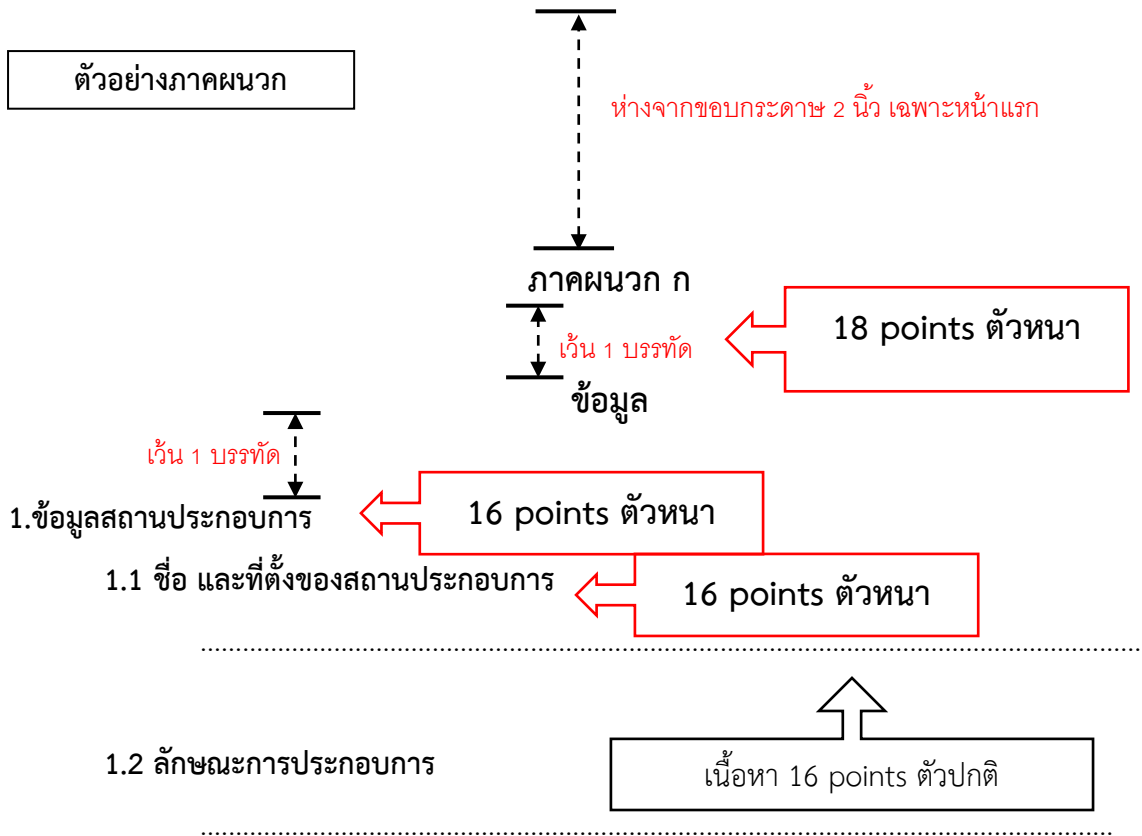 ตัวอย่างภาคผนวก
ห่างจากขอบกระดาษ 2 นิ้ว เฉพาะหน้าแรก
ภาคผนวก ก
18 points ตัวหนา
เว้น 1 บรรทัด
ข้อมูล
เว้น 1 บรรทัด
1.ข้อมูลสถานประกอบการ
16 points ตัวหนา
1.1 ชื่อ และที่ตั้งของสถานประกอบการ
16 points ตัวหนา
1.2 ลักษณะการประกอบการ
เนื้อหา 16 points ตัวปกติ